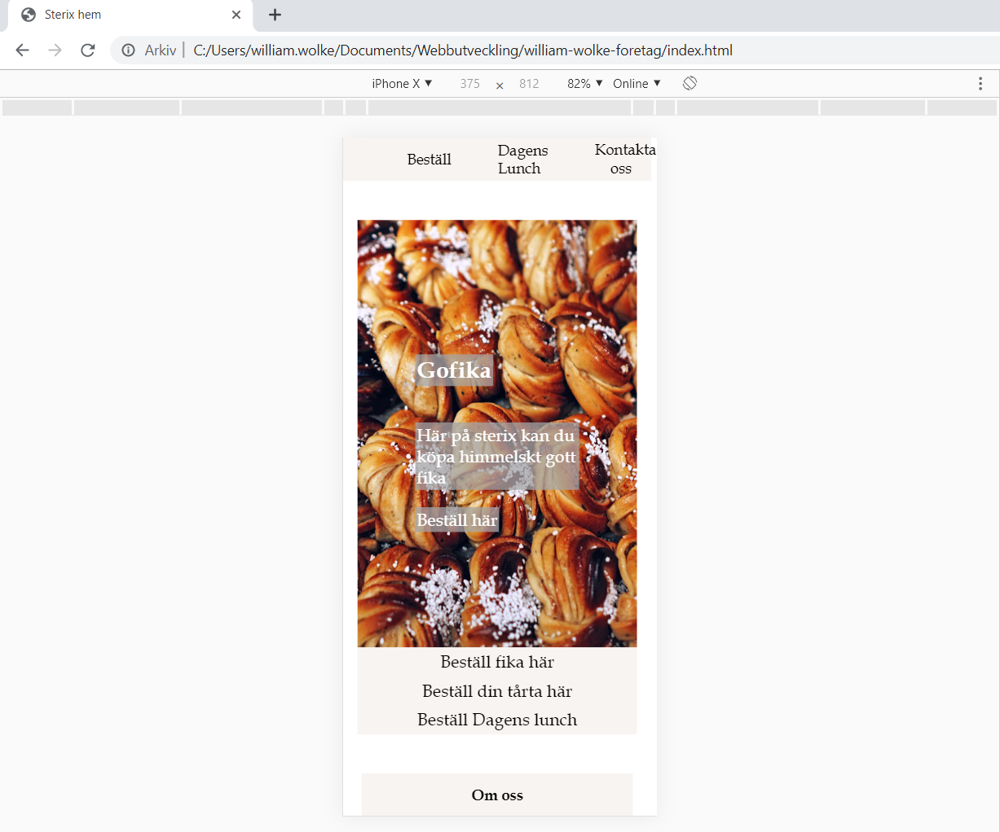 Sterix hem
Arkiv | C:/Users/william.wolke/Documents/Webbutveckling/william-wolke-foretag/index.html
iPhone X ▼ 375 × 812 82% ▼ Online ▼
Beställ
Dagens
Lunch
Kontakta
oss
Gofika
Här på sterix kan du
köpa himmelskt gott
fika
Beställ här
Beställ fika här
Beställ din tårta här
Beställ Dagens lunch
Om oss